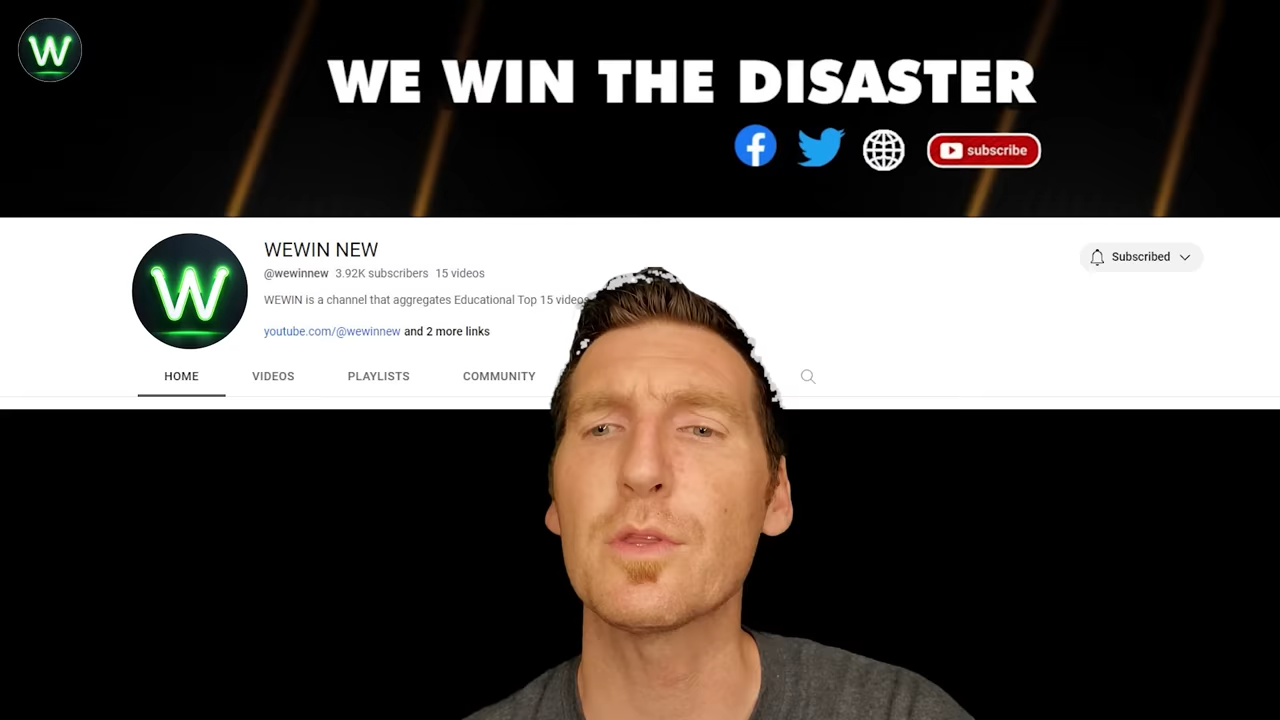 W
WE WIN THE DISASTER
subscribe
W
WEWIN NEW
@wewinnew 3.92K subscribers 15 videos
Subscribed
WEWIN is a channel that aggregates Educational Top 15 videos
youtube.com/@wewinnew and 2 more links
HOME VIDEOS PLAYLISTS COMMUNITY